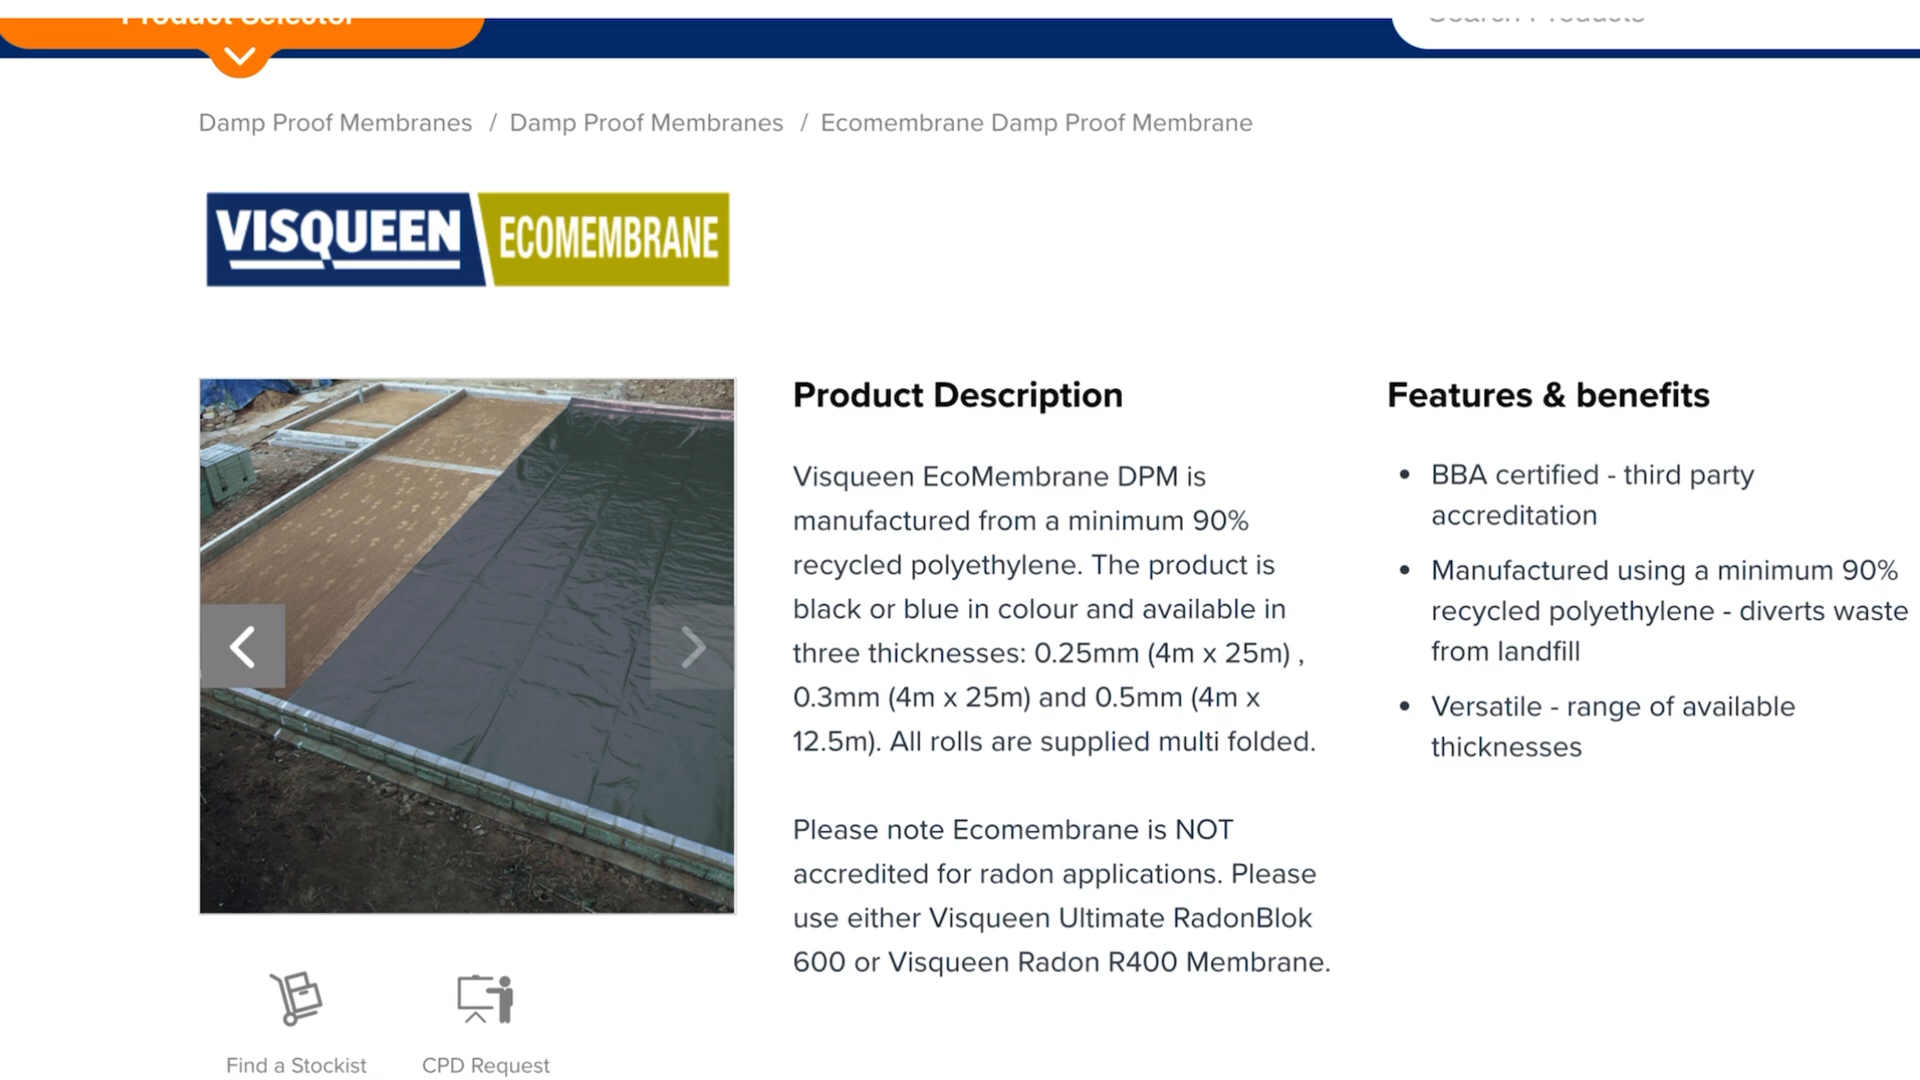 Product Selector
Search Products
Damp Proof Membranes / Damp Proof Membranes / Ecomembrane Damp Proof Membrane
VISQUEEN ECOMEMBRANE
Product Description
Visqueen EcoMembrane DPM is
manufactured from a minimum 90%
recycled polyethylene. The product is
black or blue in colour and available in
three thicknesses: 0.25mm (4m x 25m) ,
0.3mm (4m x 25m) and 0.5mm (4m x
12.5m). All rolls are supplied multi folded.
Please note Ecomembrane is NOT
accredited for radon applications. Please
use either Visqueen Ultimate RadonBlok
600 or Visqueen Radon R400 Membrane.
Features & benefits
• BBA certified - third party
accreditation
• Manufactured using a minimum 90%
recycled polyethylene - diverts waste
from landfill
• Versatile - range of available
thicknesses
Find a Stockist
CPD Request